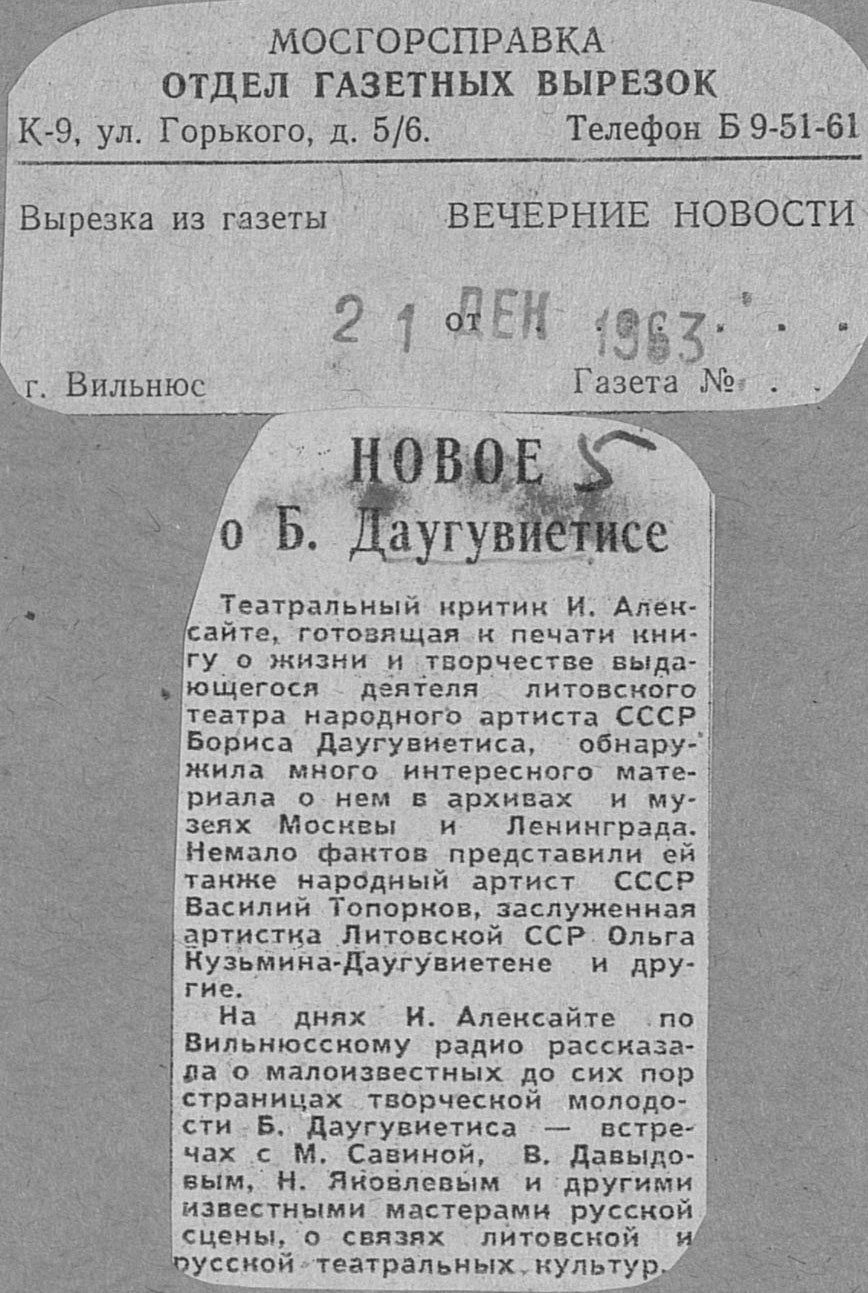 МОСГОРСПРАВКА
ОТДЕЛ ГАЗЕТНЫХ ВЫРЕЗОК
К-9, ул. Горького, д. 5/6. Телефон Б 9-51-61
Вырезка из газеты ВЕЧЕРНИЕ НОВОСТИ
21 от ДЕК 1963
г. Вильнюс Газета № . .
НОВОЕ 5
о Б. Даугувиетисе
Театральный критик И. Алек-
сайте, готовящая к печати кни-
гу о жизни и творчестве выда-
ющегося деятеля литовского
театра народного артиста СССР
Бориса Даугувиетиса, обнару-
жила много интересного мате-
риала о нем в архивах и му-
зеях Москвы и Ленинграда.
Немало фактов представили ей
также народный артист СССР
Василий Топорков, заслуженная
артистка Литовской ССР Ольга
Кузьмина-Даугувиетене и дру-
гие.
На днях И. Алексайте по
Вильнюсскому радио рассказа-
ла о малоизвестных до сих пор
страницах творческой молодо-
сти Б. Даугувиетиса — встре-
чах с М. Савиной, В. Давыдо-
вым, Н. Яковлевым и другими
известными мастерами русской
сцены, о связях литовской и
русской театральных культур.